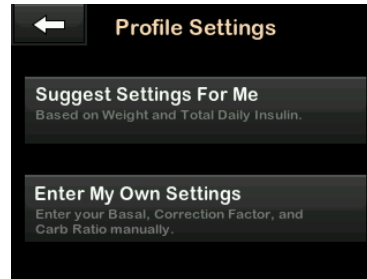 Profile Settings
Suggest Settings For Me
Based on Weight and Total Daily Insulin.
Enter My Own Settings
Enter your Basal, Correction Factor, and
Carb Ratio manually.